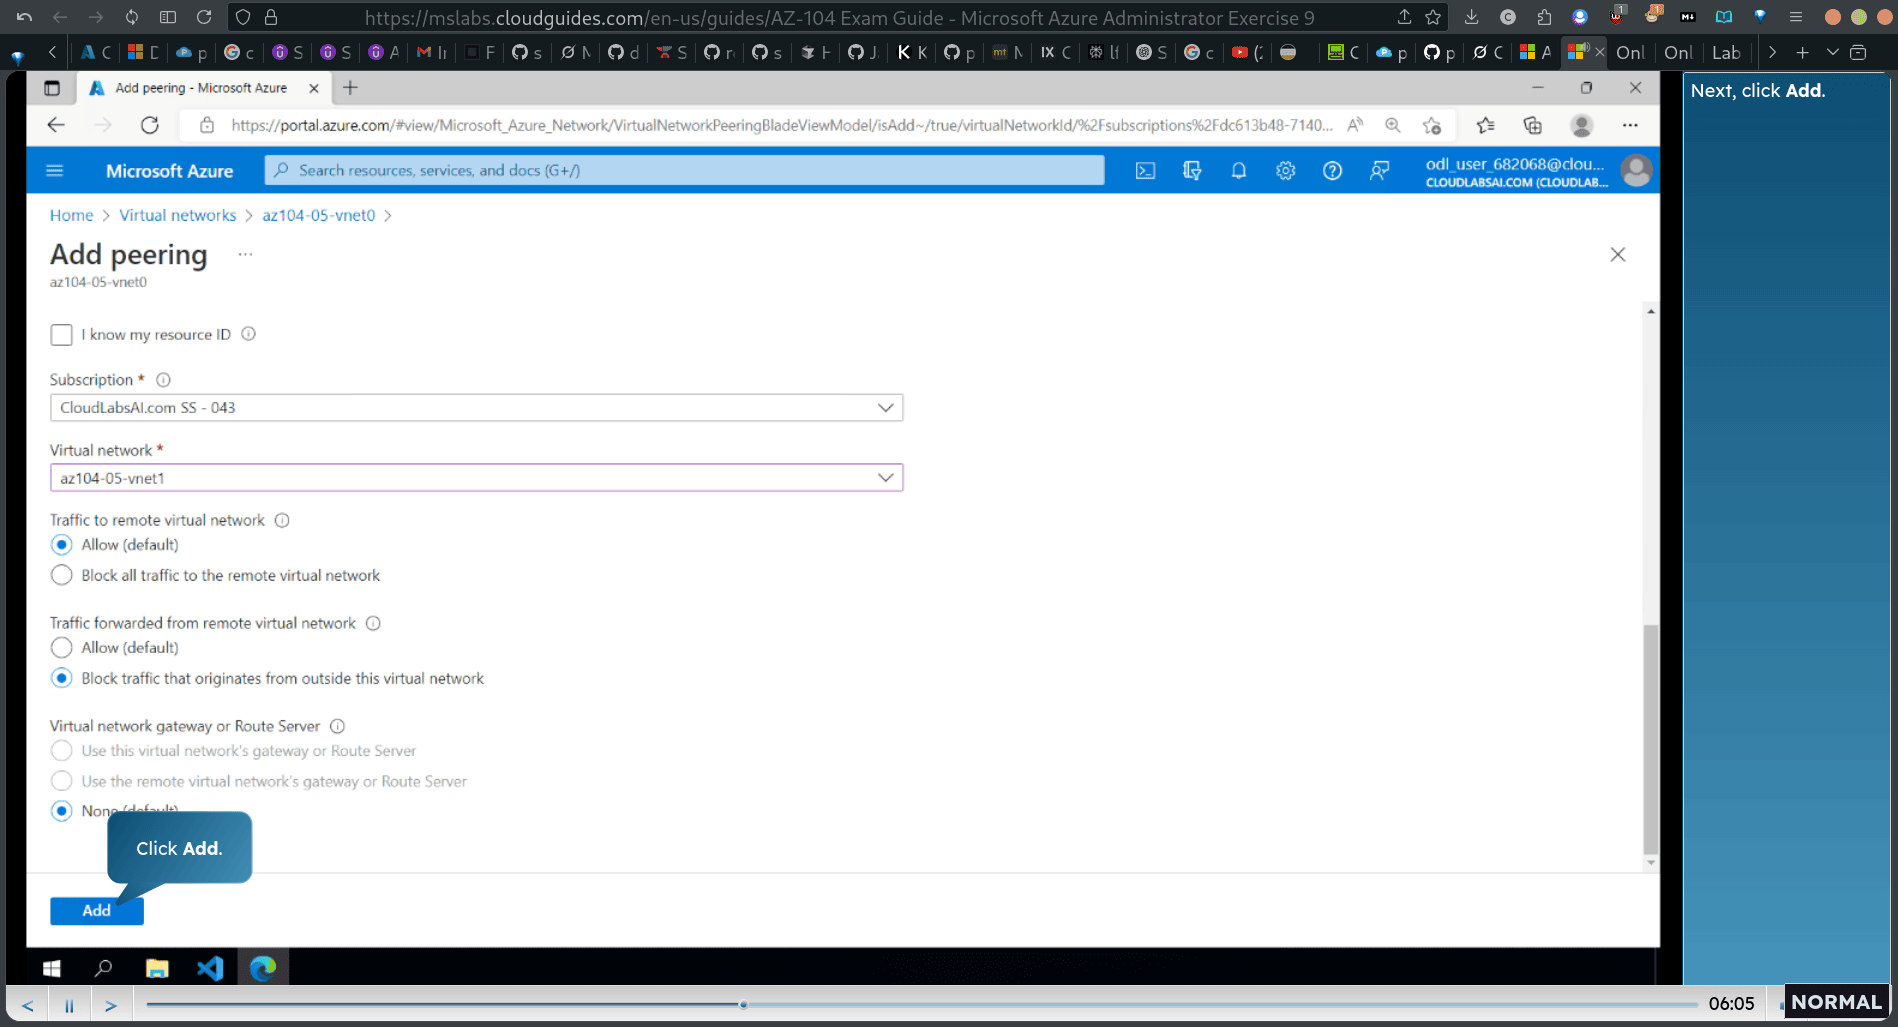 https://mslabs.cloudguides.com/en-us/guides/AZ-104 Exam Guide - Microsoft Azure Administrator Exercise 9
Onl
Onl
Lab
Add peering - Microsoft Azure
https://portal.azure.com/#view/Microsoft_Azure_Network/VirtualNetworkPeeringBladeViewModel/isAdd~/true/virtualNetworkId/%2Fsubscriptions%2Fdc613b48-7140...
Microsoft Azure
Search resources, services, and docs (G+/)
odl_user_682068@clou...
CLOUDLABSAI.COM (CLOUDLAB...
Home > Virtual networks > az104-05-vnet0 >
Add peering ...
az104-05-vnet0
I know my resource ID
Subscription *
CloudLabsAI.com SS - 043
Virtual network *
az104-05-vnet1
Traffic to remote virtual network
Allow (default)
Block all traffic to the remote virtual network
Traffic forwarded from remote virtual network
Allow (default)
Block traffic that originates from outside this virtual network
Virtual network gateway or Route Server
Use this virtual network's gateway or Route Server
Use the remote virtual network's gateway or Route Server
None (default)
Click Add.
Add
Next, click Add.
06:05
NORMAL